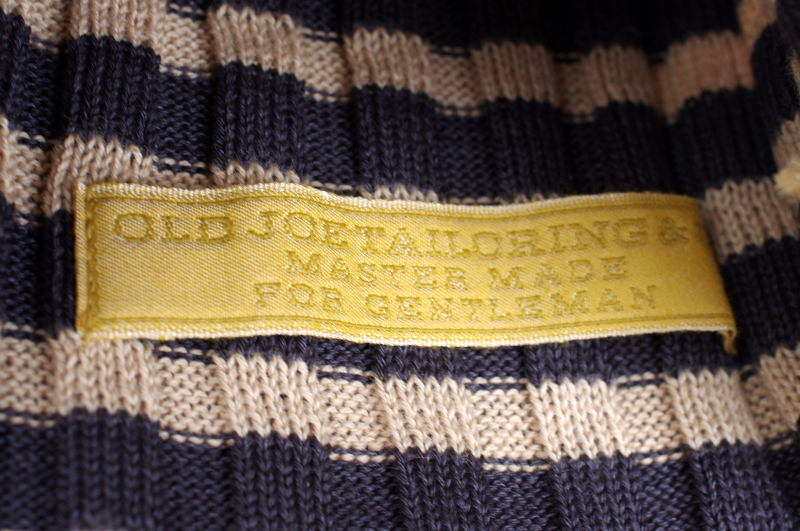 OLD JOE TAILORING &
MASTER MADE
FOR GENTLEMAN